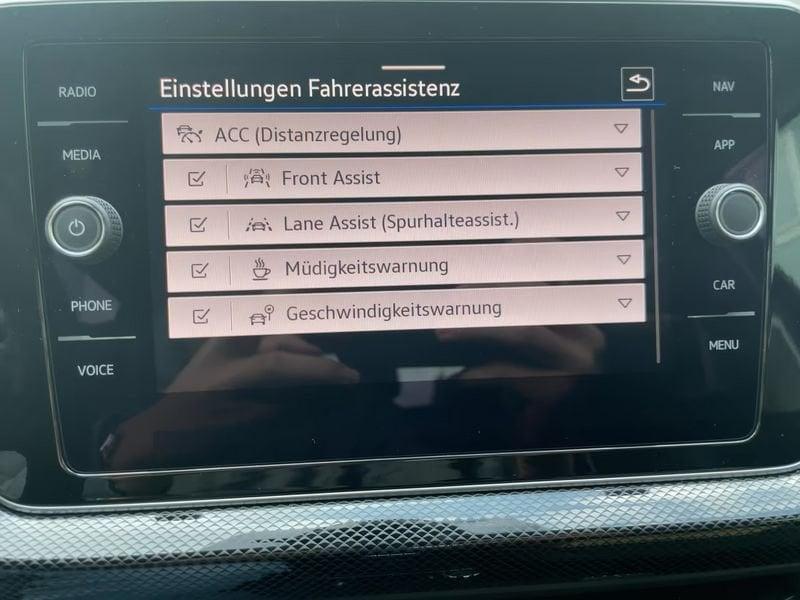 Einstellungen Fahrerassistenz
RADIO
MEDIA
PHONE
VOICE
ACC (Distanzregelung)
Front Assist
Lane Assist (Spurhalteassist.)
Müdigkeitswarnung
Geschwindigkeitswarnung
NAV
APP
CAR
MENU